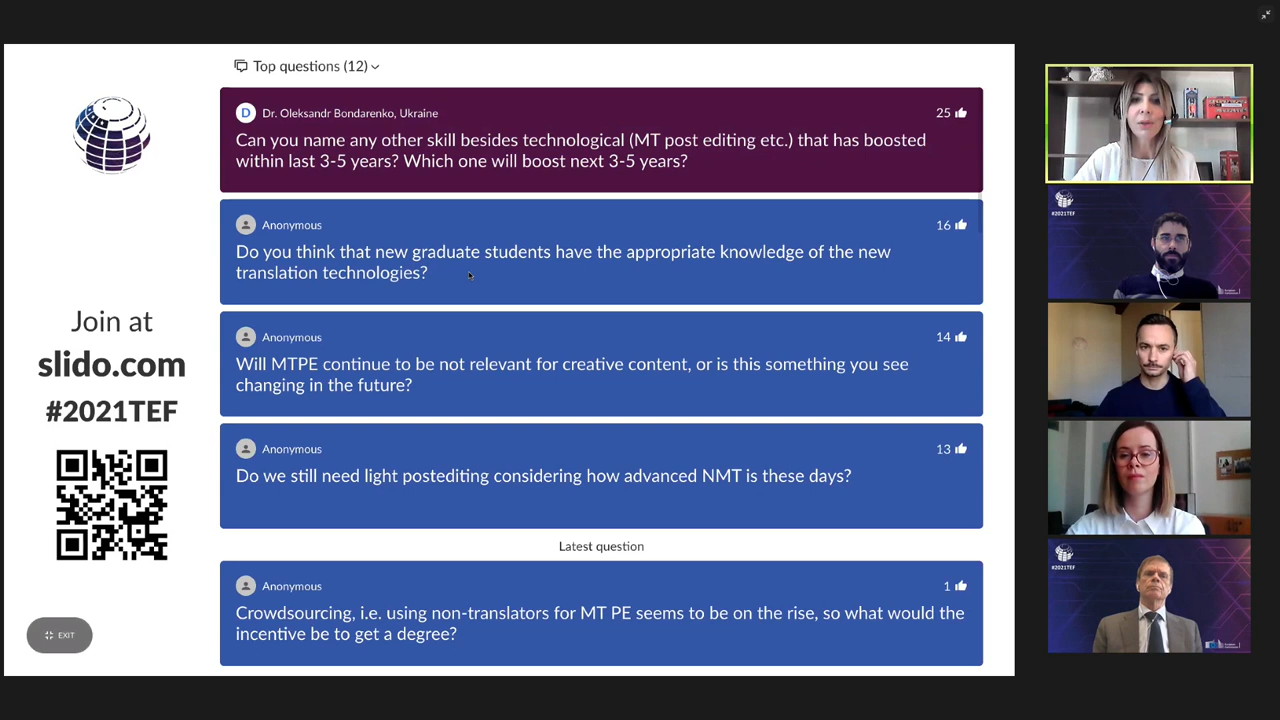 Top questions (12)
D
Dr. Oleksandr Bondarenko, Ukraine
25
Can you name any other skill besides technological (MT post editing etc.) that has boosted
within last 3-5 years? Which one will boost next 3-5 years?
Anonymous
16
Do you think that new graduate students have the appropriate knowledge of the new
translation technologies?
Anonymous
14
Will MTPE continue to be not relevant for creative content, or is this something you see
changing in the future?
Anonymous
13
Do we still need light postediting considering how advanced NMT is these days?
Latest question
Anonymous
1
Crowdsourcing, i.e. using non-translators for MT PE seems to be on the rise, so what would the
incentive be to get a degree?
Join at
slido.com
#2021TEF
EXIT
#2021TEF
#2021TEF